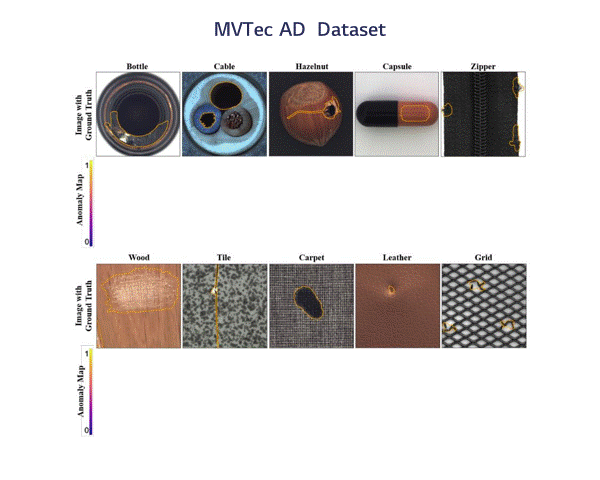 MVTec AD Dataset
Bottle Cable Hazelnut Capsule Zipper
Image with
Ground Truth
Anomaly Map
1
0
Wood Tile Carpet Leather Grid
Image with
Ground Truth
Anomaly Map
1
0